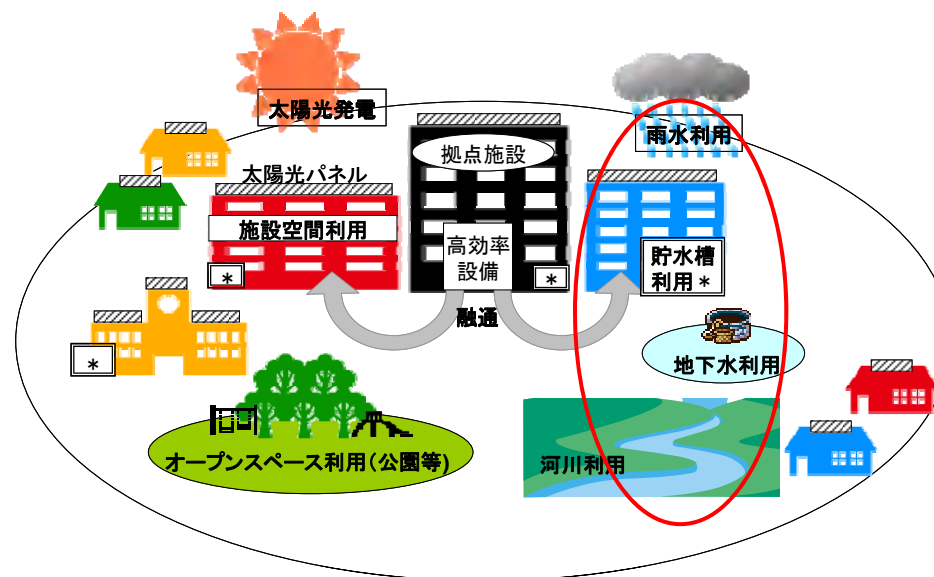 太陽光発電
雨水利用
拠点施設
太陽光パネル
施設空間利用
高効率
設備
貯水槽
利用*
*
*
*
融通
地下水利用
オープンスペース利用(公園等)
河川利用